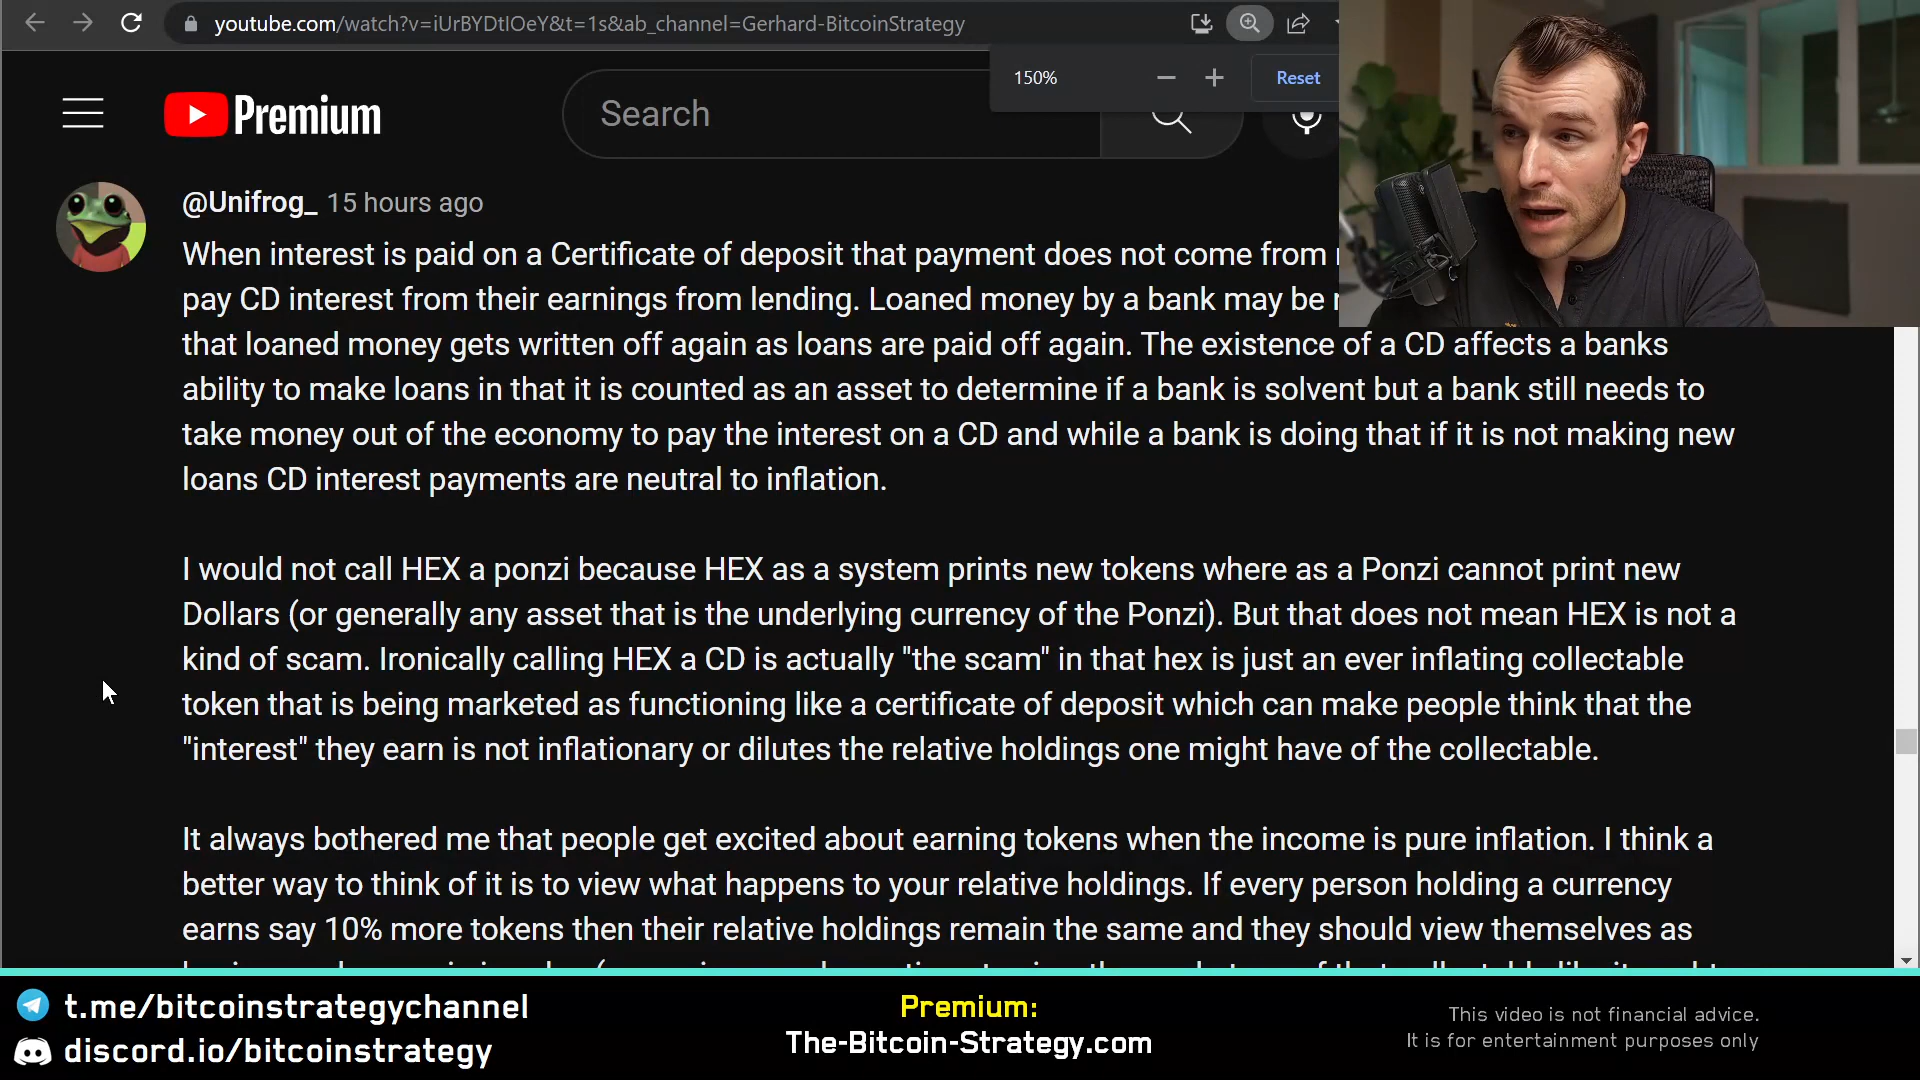 youtube.com/watch?v=iUrBYDtlOeY&t=1s&ab_channel=Gerhard-BitcoinStrategy
150%
Reset
Premium
Search
@Unifrog_ 15 hours ago
When interest is paid on a Certificate of deposit that payment does not come from
pay CD interest from their earnings from lending. Loaned money by a bank may be
that loaned money gets written off again as loans are paid off again. The existence of a CD affects a banks
ability to make loans in that it is counted as an asset to determine if a bank is solvent but a bank still needs to
take money out of the economy to pay the interest on a CD and while a bank is doing that if it is not making new
loans CD interest payments are neutral to inflation.
I would not call HEX a ponzi because HEX as a system prints new tokens where as a Ponzi cannot print new
Dollars (or generally any asset that is the underlying currency of the Ponzi). But that does not mean HEX is not a
kind of scam. Ironically calling HEX a CD is actually "the scam" in that hex is just an ever inflating collectable
token that is being marketed as functioning like a certificate of deposit which can make people think that the
"interest" they earn is not inflationary or dilutes the relative holdings one might have of the collectable.
It always bothered me that people get excited about earning tokens when the income is pure inflation. I think a
better way to think of it is to view what happens to your relative holdings. If every person holding a currency
earns say 10% more tokens then their relative holdings remain the same and they should view themselves as
t.me/bitcoinstrategychannel
discord.io/bitcoinstrategy
Premium:
The-Bitcoin-Strategy.com
This video is not financial advice.
It is for entertainment purposes only